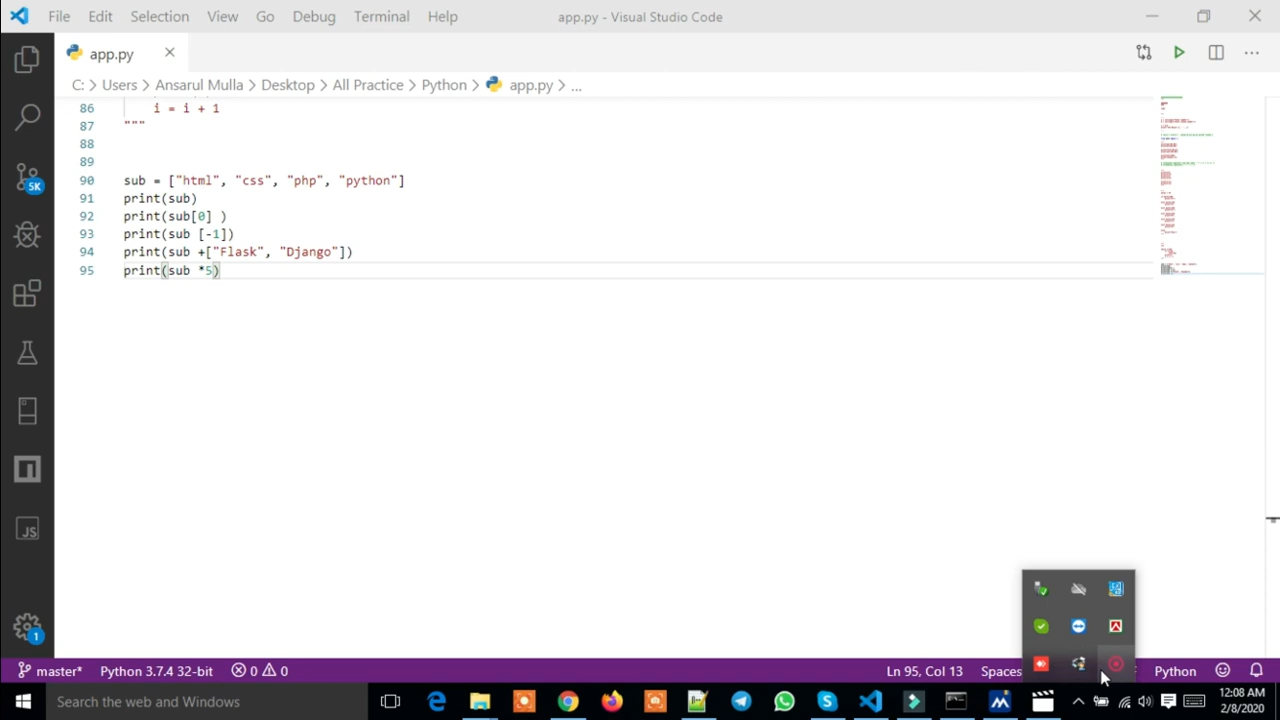 File Edit Selection View Go Debug Terminal Help app.py - Visual Studio Code
app.py
C: > Users > Ansarul Mulla > Desktop > All Practice > Python > app.py > ...
86 i = i + 1
87 """
88
89
90 sub = ["html", "css", "php", "python"]
91 print(sub)
92 print(sub[0] )
93 print(sub [-1])
94 print(sub +["Flask", "Django"])
95 print(sub *5)
5K
JS
1
master* Python 3.7.4 32-bit 0 0 Ln 95, Col 13 Spaces Python
Search the web and Windows
12:08 AM
2/8/2020